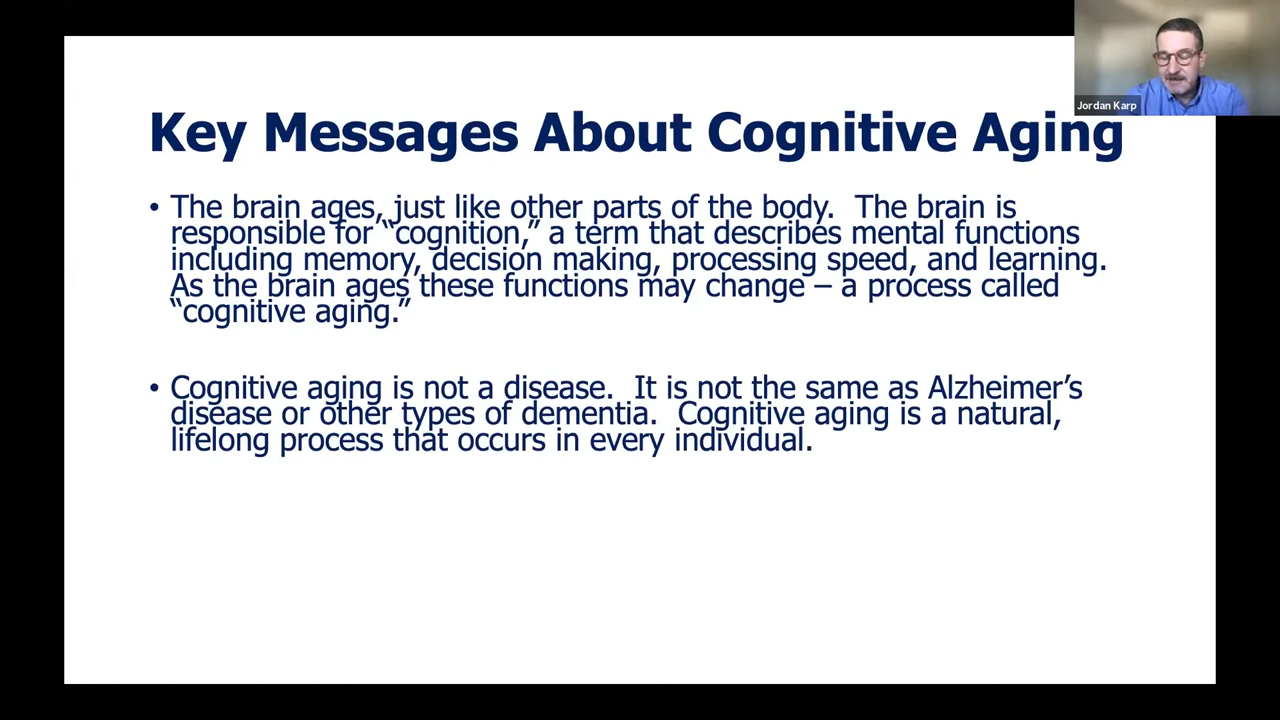 Jordan Karp
Key Messages About Cognitive Aging
• The brain ages, just like other parts of the body.  The brain is
responsible for “cognition,” a term that describes mental functions
including memory, decision making, processing speed, and learning.
As the brain ages these functions may change – a process called
“cognitive aging.”
• Cognitive aging is not a disease.  It is not the same as Alzheimer’s
disease or other types of dementia.  Cognitive aging is a natural,
lifelong process that occurs in every individual.